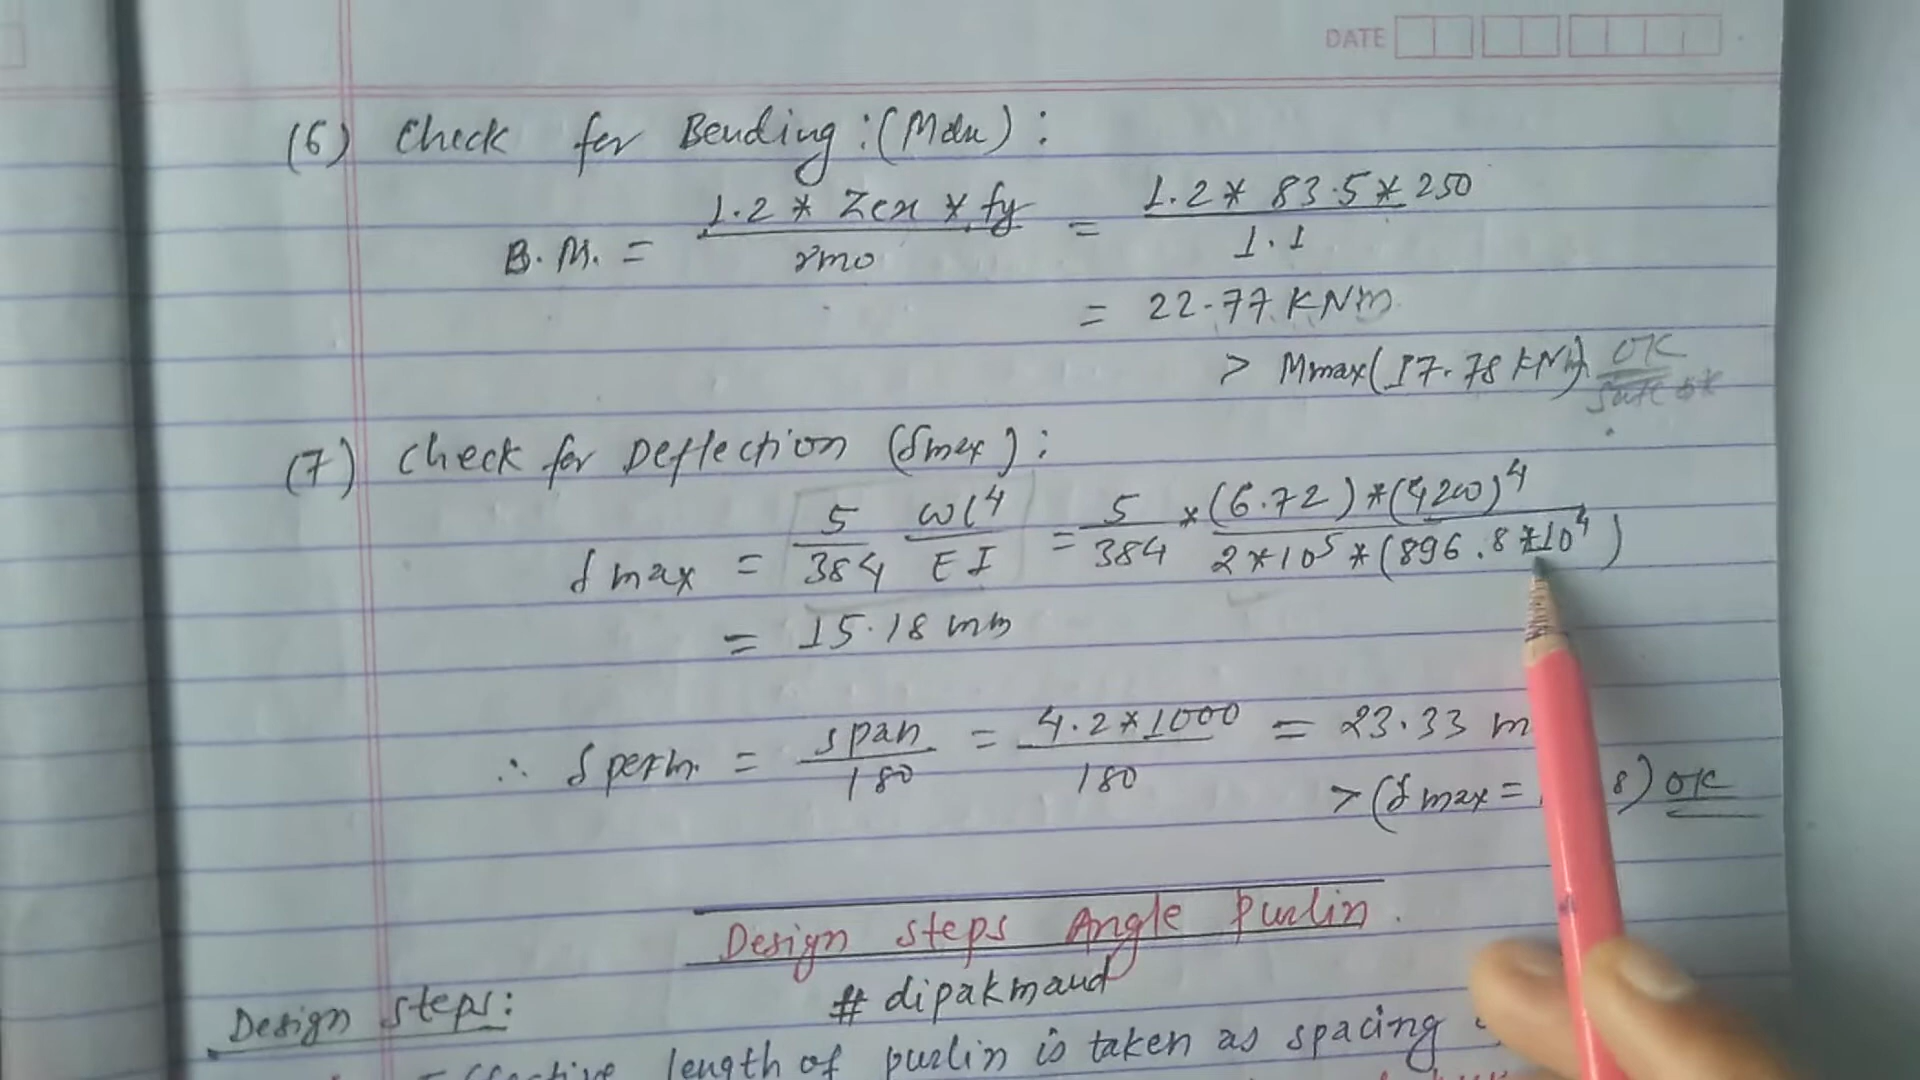 DATE
(6) Check for Bending : (Mdx) :
B.M. = 1.2 * Zex * fy / γmo = 1.2 * 83.5 * 250 / 1.1
= 22.77 KNm
> Mmax (17.78 KNm) OK
(7) Check for Deflection (δmax) :
δmax = 5/384 ωl⁴/EI = 5/384 * (6.72) * (4200)⁴ / 2*10⁵ * (896.8*10⁴)
= 15.18 mm
∴ δperm. = span/180 = 4.2*1000/180 = 23.33 m
> (δmax = 8) OK
Design steps Angle Purlin.
# dipakmaud
Design steps:
length of purlin is taken as spacing